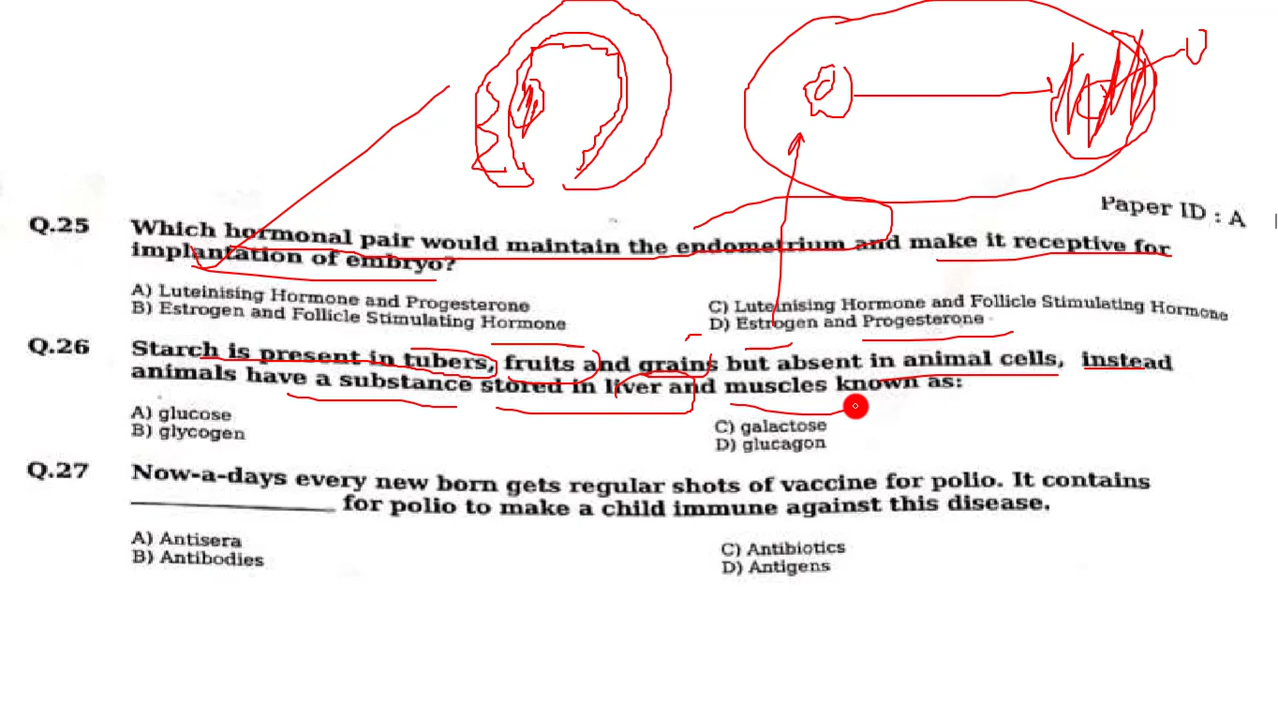 Paper ID : A
Q.25 Which hormonal pair would maintain the endometrium and make it receptive for
implantation of embryo?
A) Luteinising Hormone and Progesterone
B) Estrogen and Follicle Stimulating Hormone
C) Luteinising Hormone and Follicle Stimulating Hormone
D) Estrogen and Progesterone
Q.26 Starch is present in tubers, fruits and grains but absent in animal cells, instead
animals have a substance stored in liver and muscles known as:
A) glucose
B) glycogen
C) galactose
D) glucagon
Q.27 Now-a-days every new born gets regular shots of vaccine for polio. It contains
____________ for polio to make a child immune against this disease.
A) Antisera
B) Antibodies
C) Antibiotics
D) Antigens